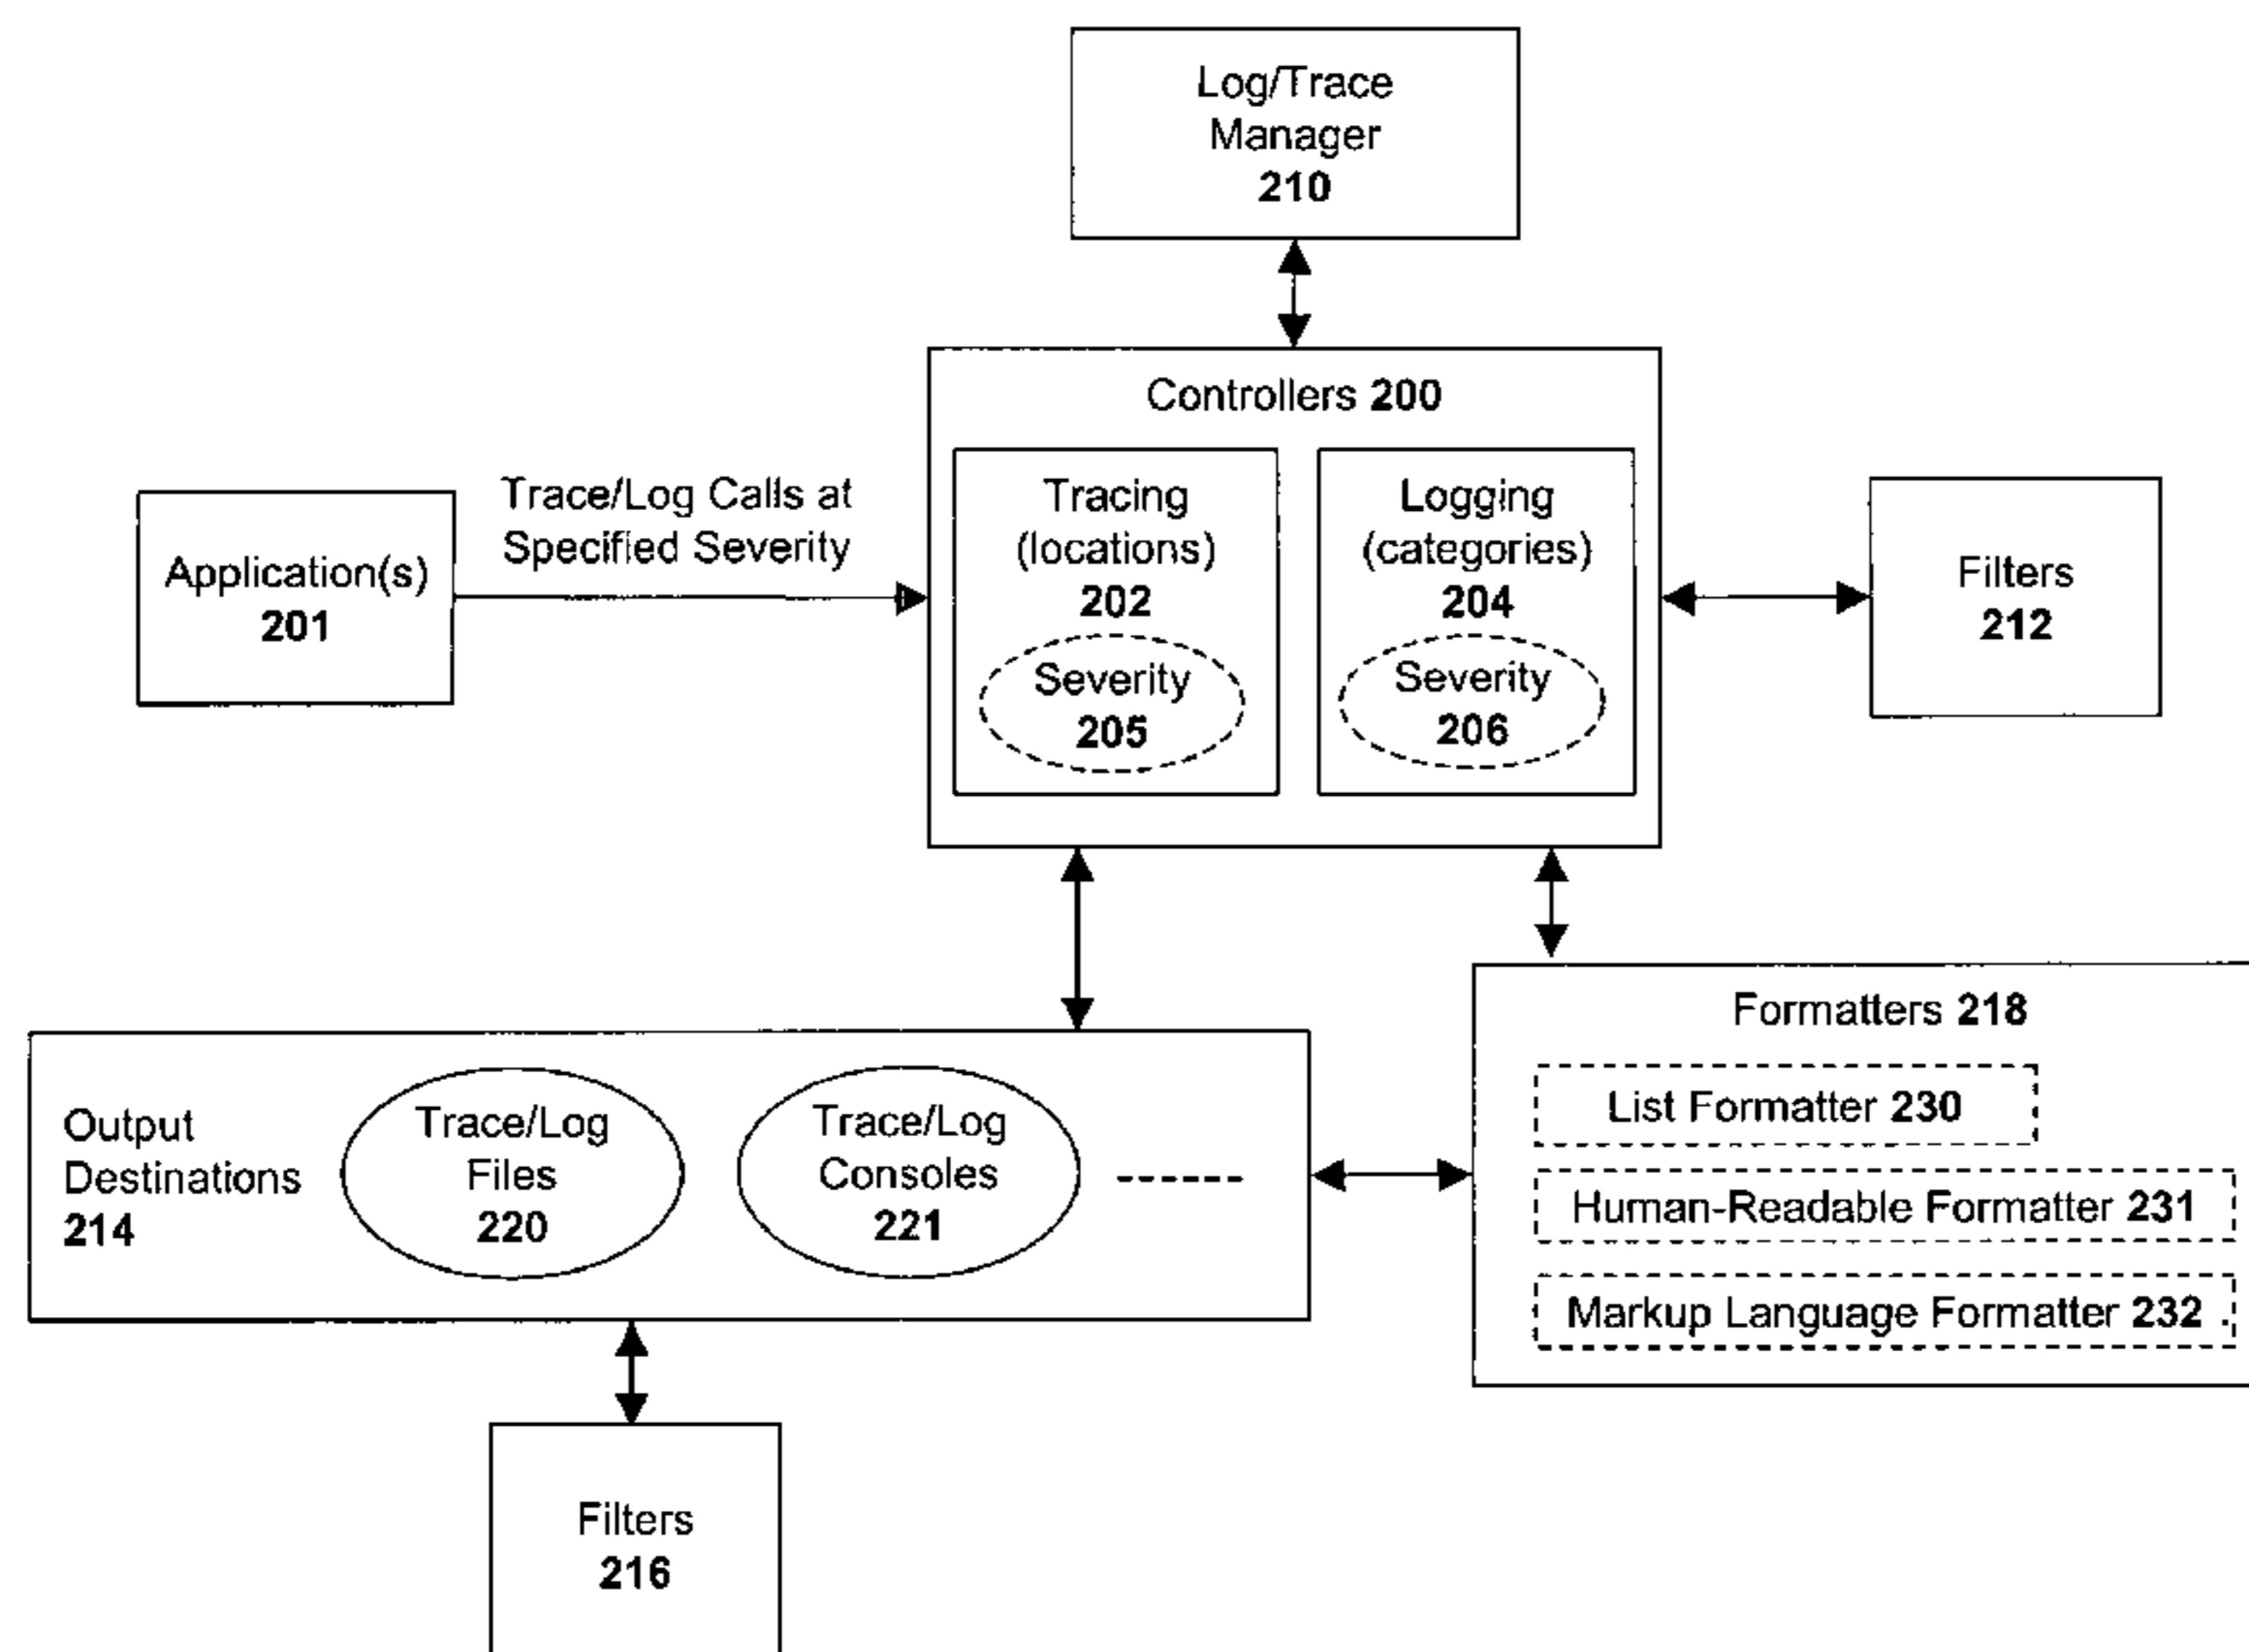 Log/Trace
Manager
210
Controllers 200
Trace/Log Calls at
Specified Severity
Application(s)
201
Tracing
(locations)
202
Severity
205
Logging
(categories)
204
Severity
206
Filters
212
Output
Destinations
214
Trace/Log
Files
220
Trace/Log
Consoles
221
Formatters 218
List Formatter 230
Human-Readable Formatter 231
Markup Language Formatter 232
Filters
216